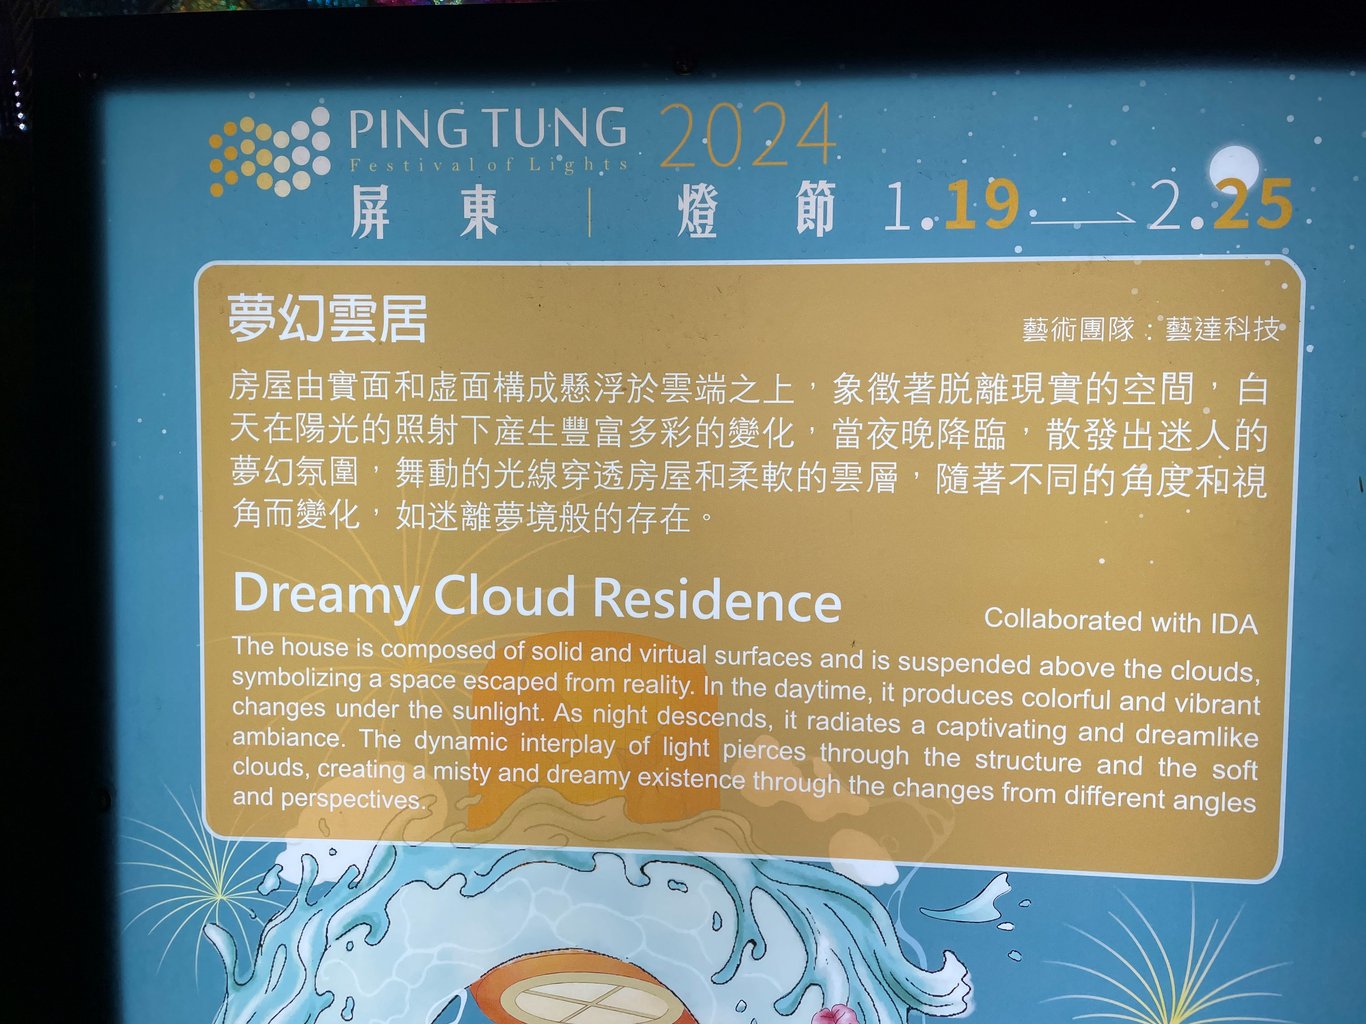 PING TUNG 2024
Festival of Lights
屏東｜燈節 1.19→2.25
夢幻雲居
藝術團隊：藝達科技
房屋由實面和虛面構成懸浮於雲端之上，象徵著脫離現實的空間，白
天在陽光的照射下產生豐富多彩的變化，當夜晚降臨，散發出迷人的
夢幻氛圍，舞動的光線穿透房屋和柔軟的雲層，隨著不同的角度和視
角而變化，如迷離夢境般的存在。
Dreamy Cloud Residence
Collaborated with IDA
The house is composed of solid and virtual surfaces and is suspended above the clouds,
symbolizing a space escaped from reality. In the daytime, it produces colorful and vibrant
changes under the sunlight. As night descends, it radiates a captivating and dreamlike
ambiance. The dynamic interplay of light pierces through the structure and the soft
clouds, creating a misty and dreamy existence through the changes from different angles
and perspectives.